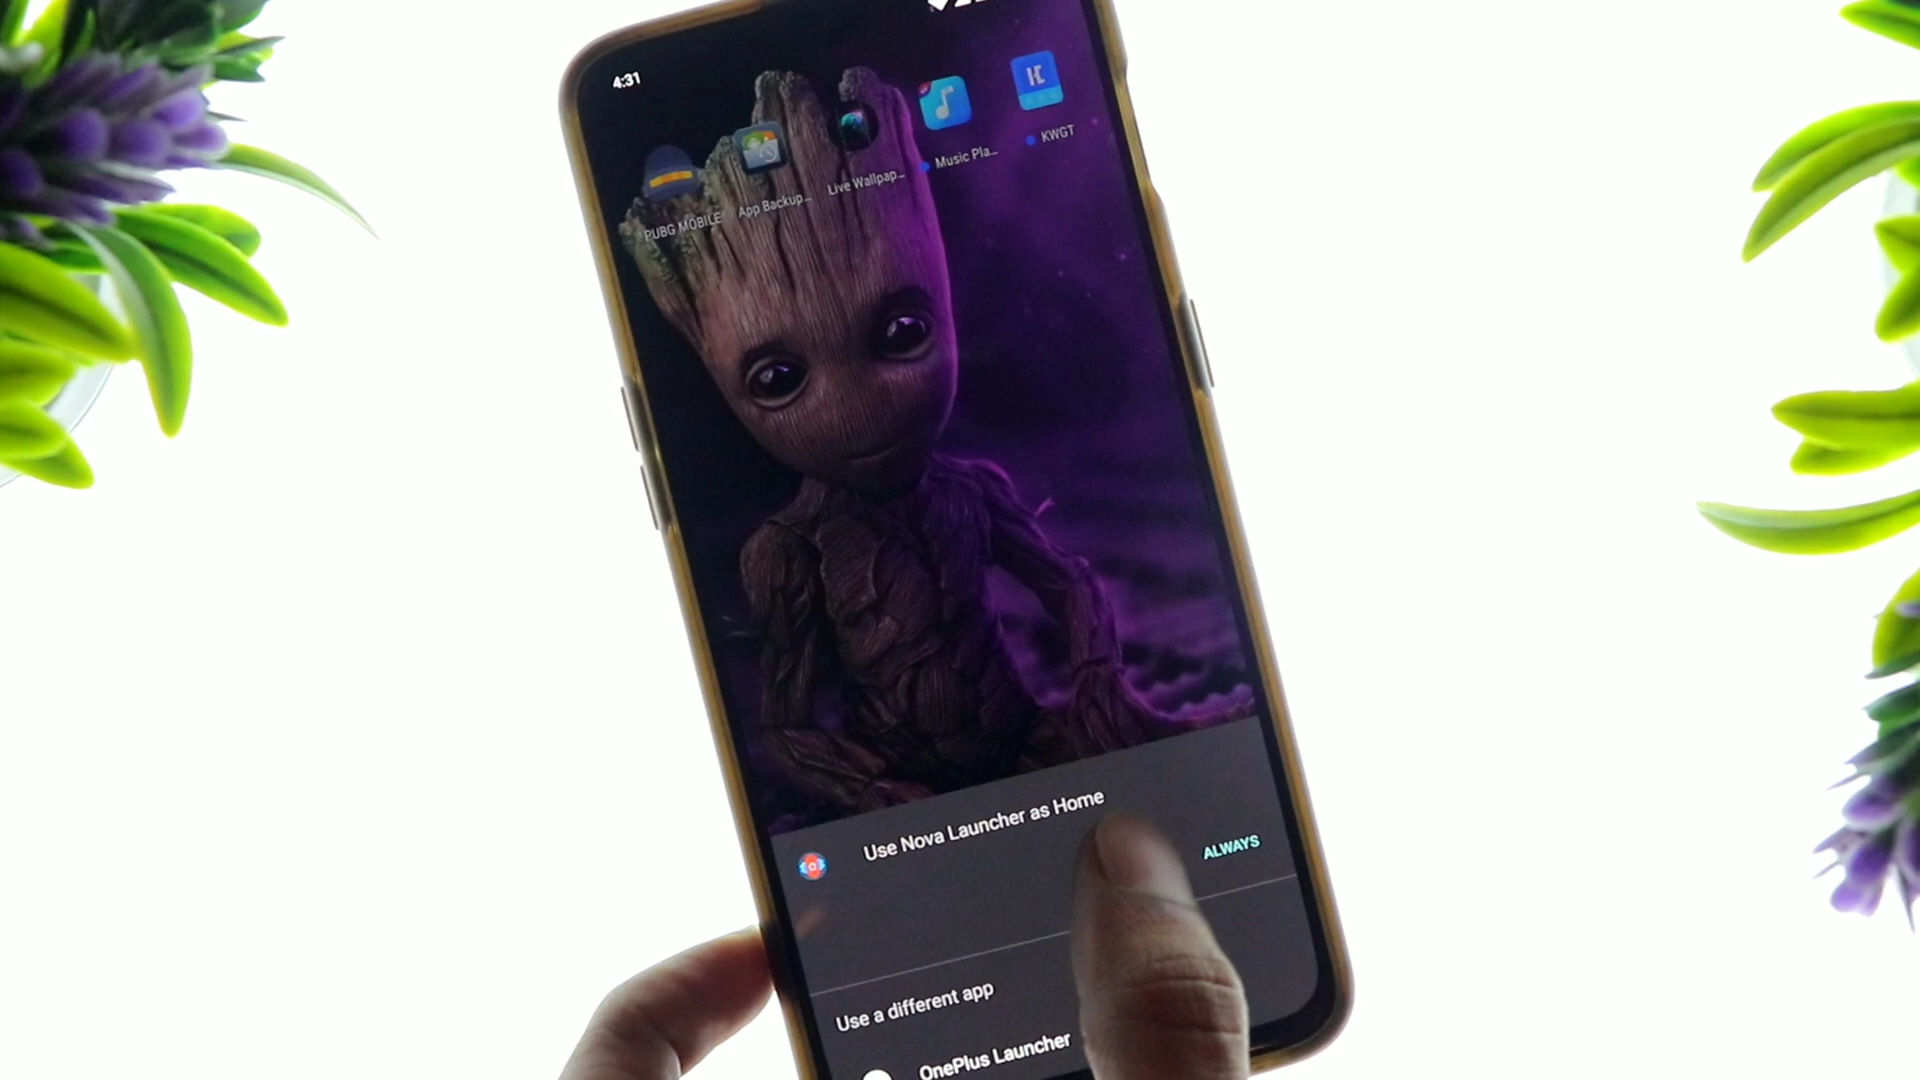 4:31
PUBG MOBILE
App Backup...
Live Wallpap...
Music Pla...
KWGT
Use Nova Launcher as Home
ALWAYS
Use a different app
OnePlus Launcher